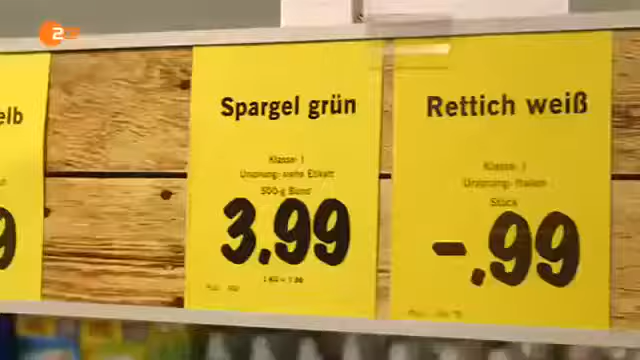 ZDF
elb
9
Spargel grün
Klasse: I
Ursprung: siehe Etikett
500-g Bund
3.99
Rettich weiß
Klasse: I
Ursprung: Italien
Stück
-.99